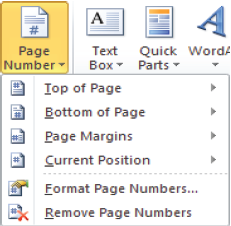 Page Number
Text Box
Quick Parts
Word
Top of Page
Bottom of Page
Page Margins
Current Position
Format Page Numbers...
Remove Page Numbers